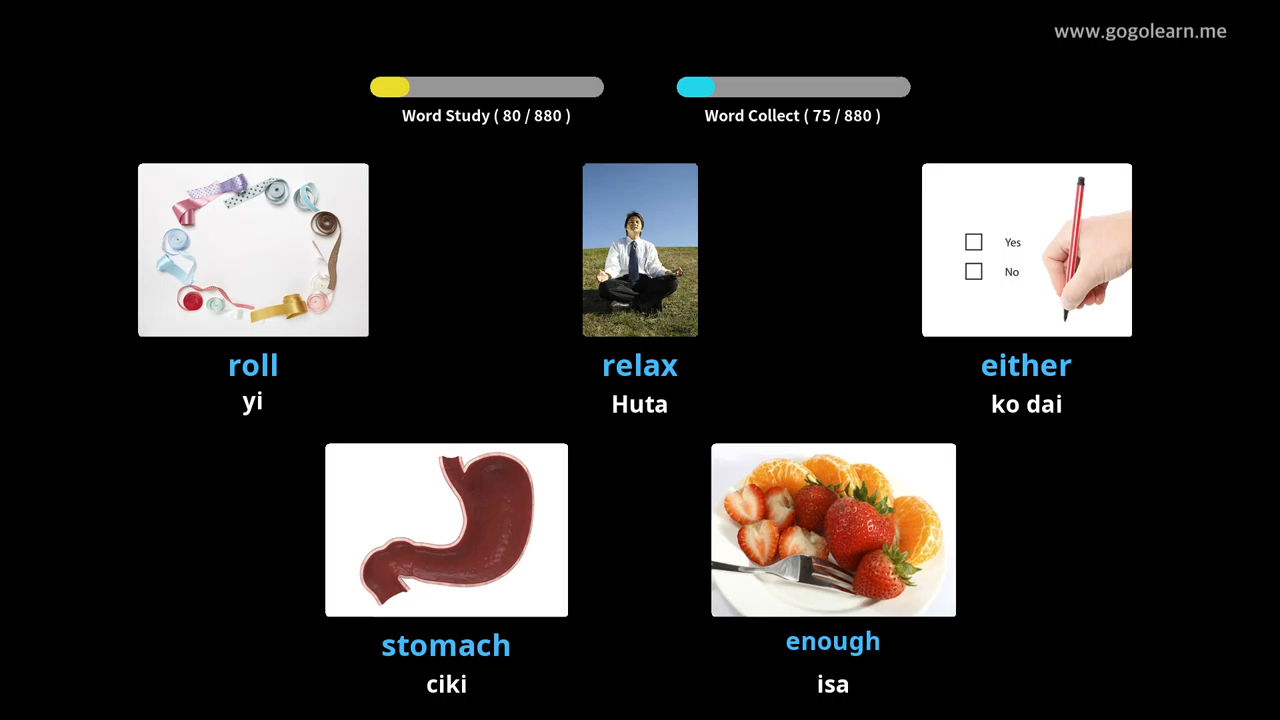 www.gogolearn.me
Word Study ( 80 / 880 )
Word Collect ( 75 / 880 )
Yes
No
roll
yi
relax
Huta
either
ko dai
stomach
ciki
enough
isa